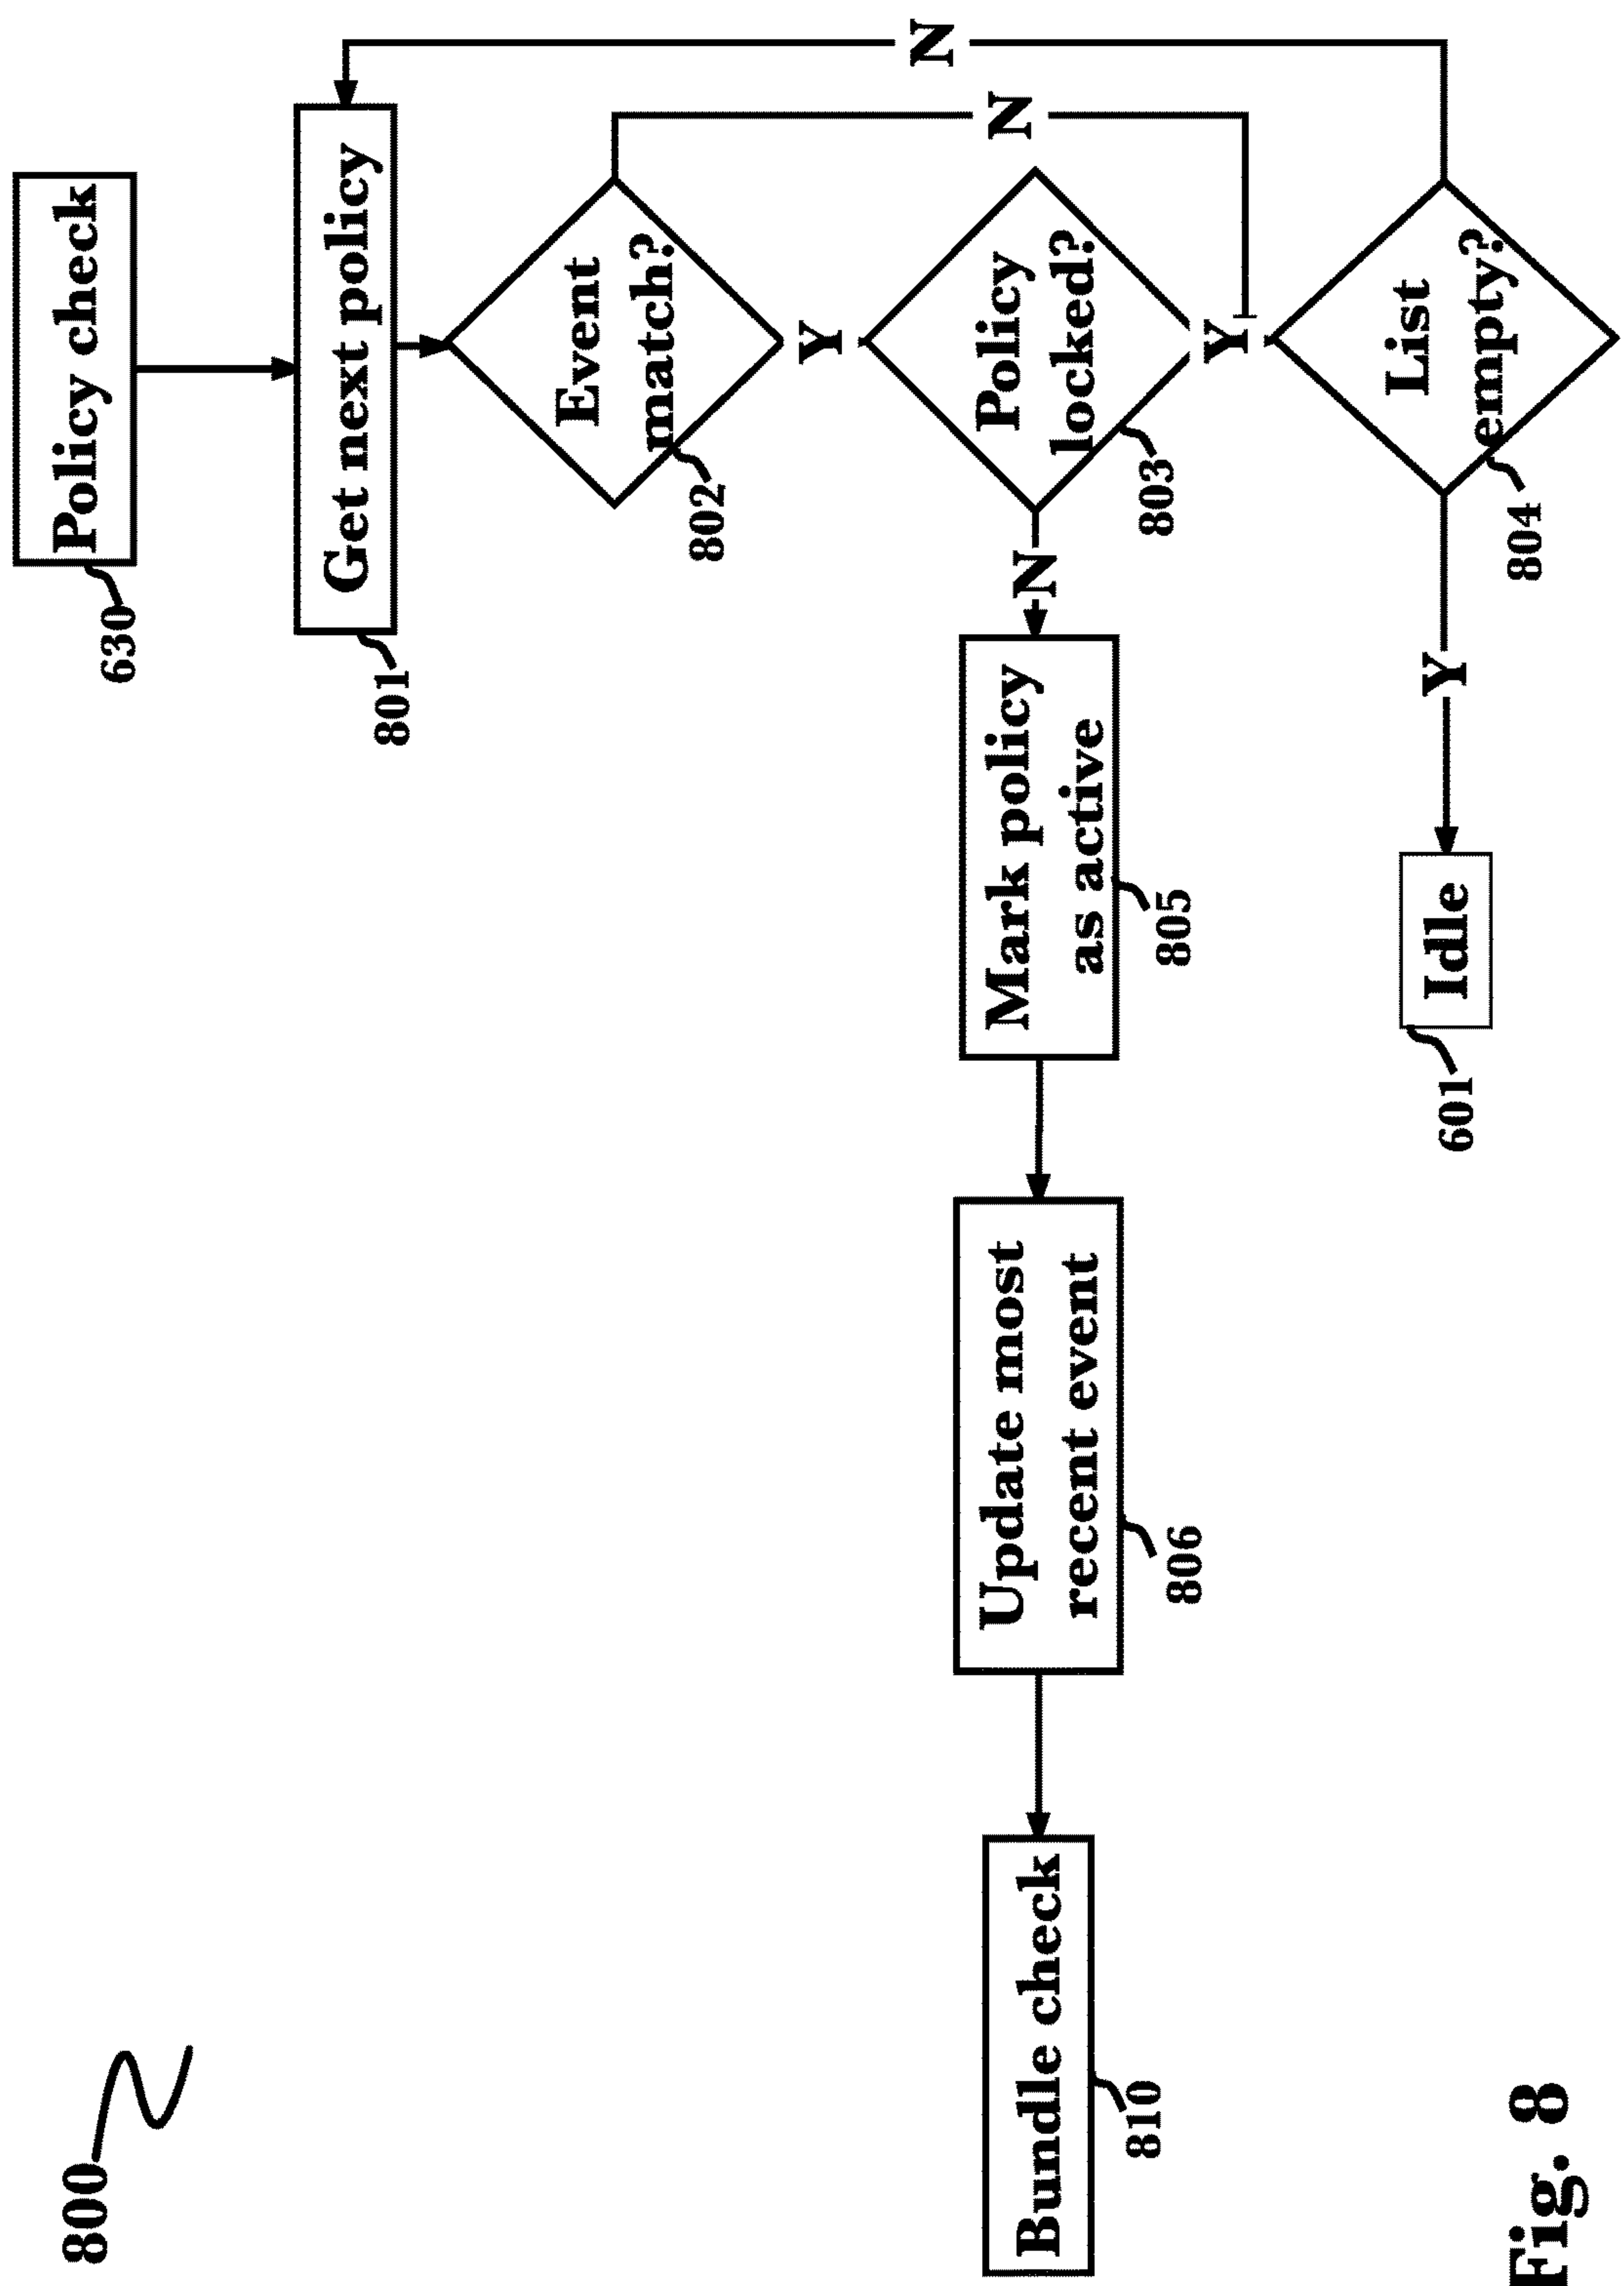 800
Policy check
630
Get next policy
801
Event
match?
802
N
Y
Policy
locked?
803
N
Y
Mark policy
as active
805
Update most
recent event
806
Bundle check
810
List
empty?
804
N
Y
Idle
601
Fig. 8